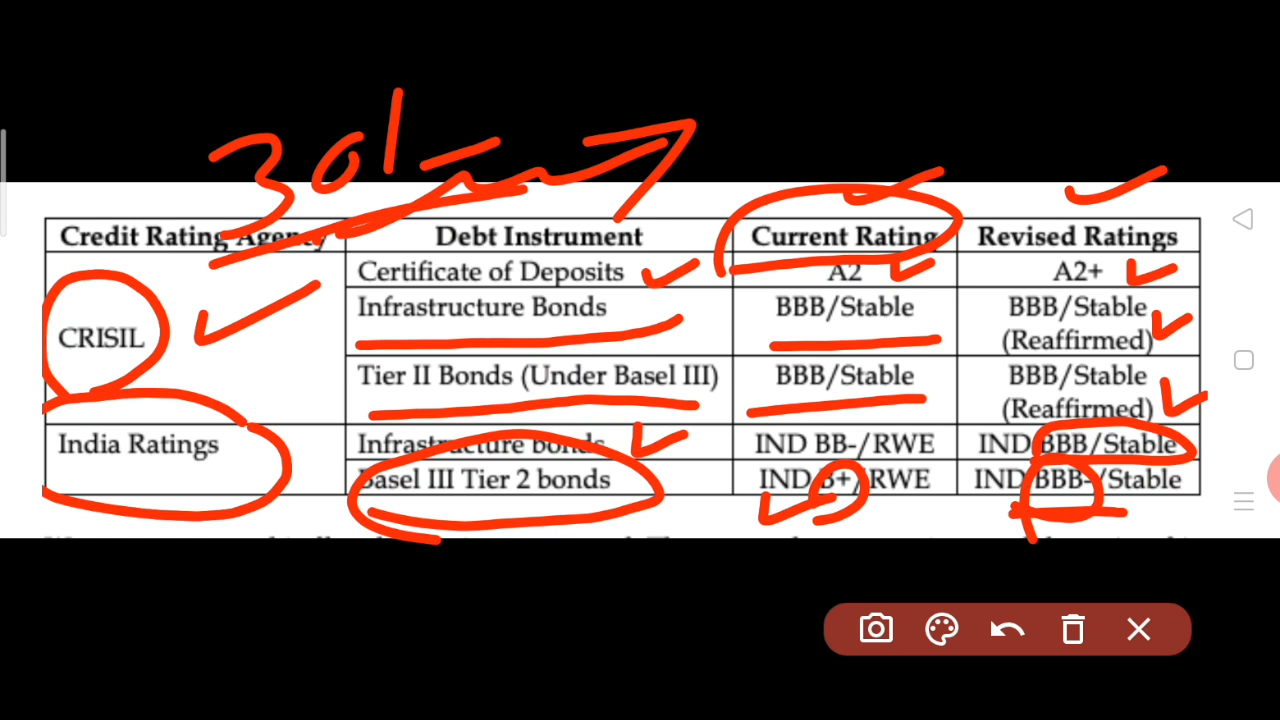 Credit Rating Agency Debt Instrument Current Rating Revised Ratings
CRISIL
Certificate of Deposits A2 A2+
Infrastructure Bonds BBB/Stable BBB/Stable
(Reaffirmed)
Tier II Bonds (Under Basel III) BBB/Stable BBB/Stable
(Reaffirmed)
India Ratings Infrastructure bonds IND BB-/RWE IND BBB/Stable
Basel III Tier 2 bonds IND B+/RWE IND BBB-/Stable